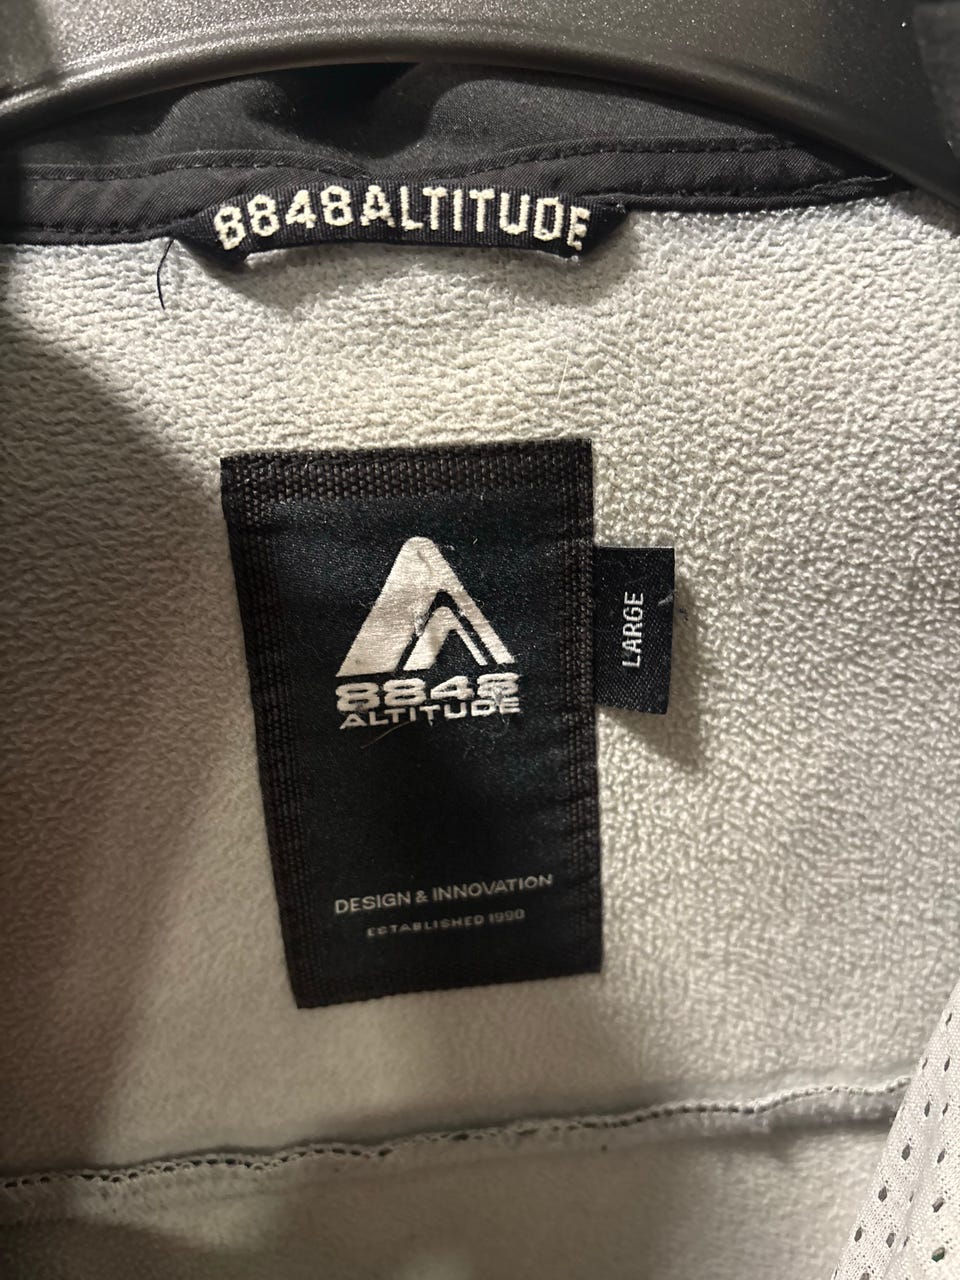 8848ALTITUDE
8848
ALTITUDE
LARGE
DESIGN & INNOVATION
ESTABLISHED 1990